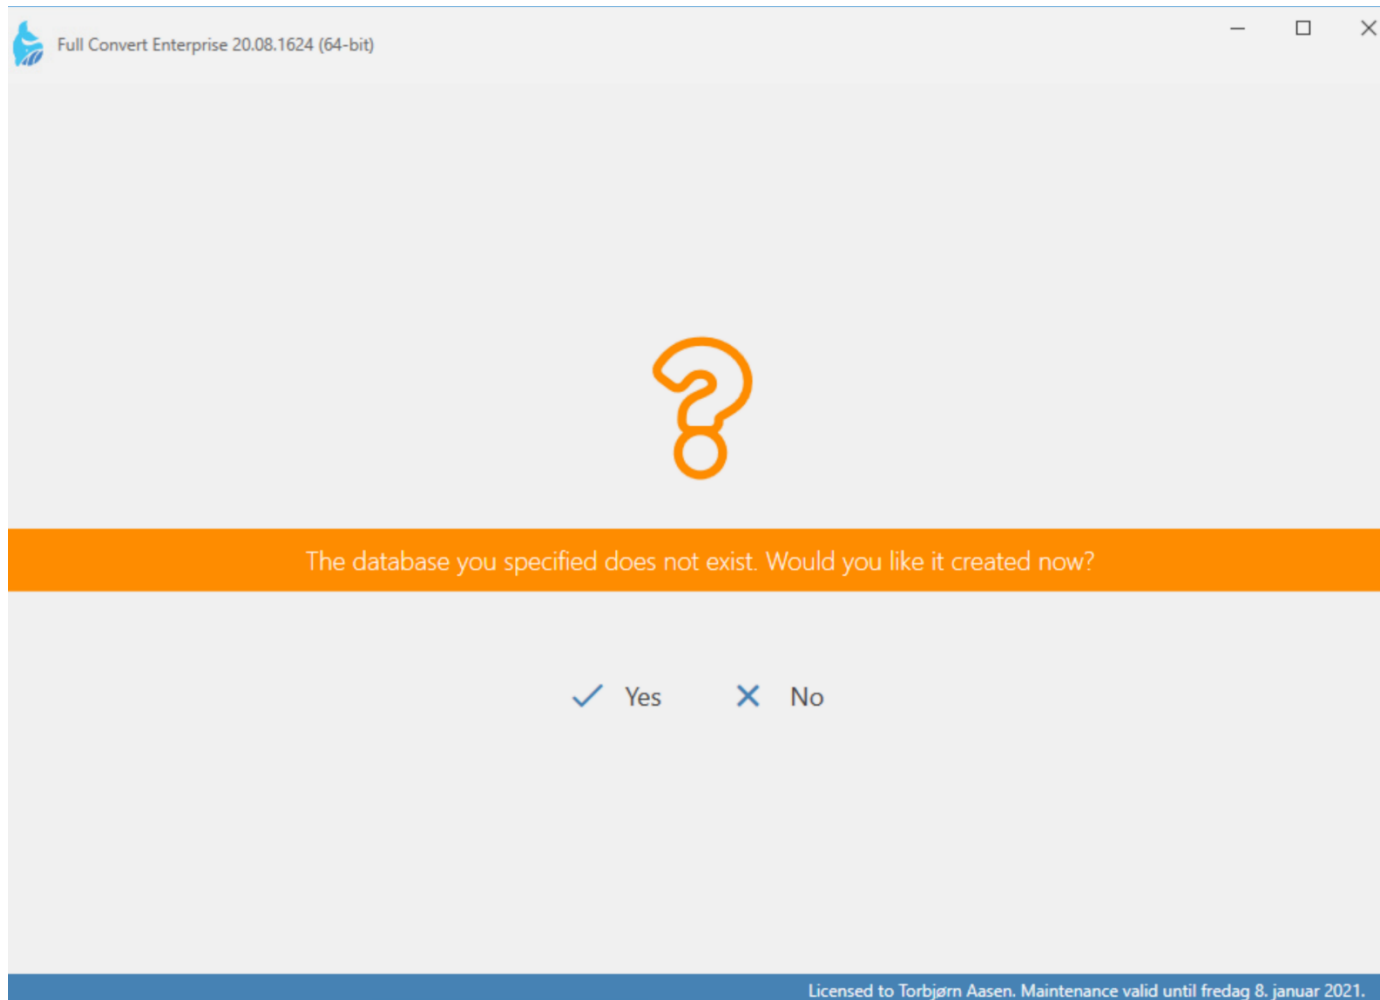 Full Convert Enterprise 20.08.1624 (64-bit)
The database you specified does not exist. Would you like it created now?
Yes No
Licensed to Torbjørn Aasen. Maintenance valid until fredag 8. januar 2021.